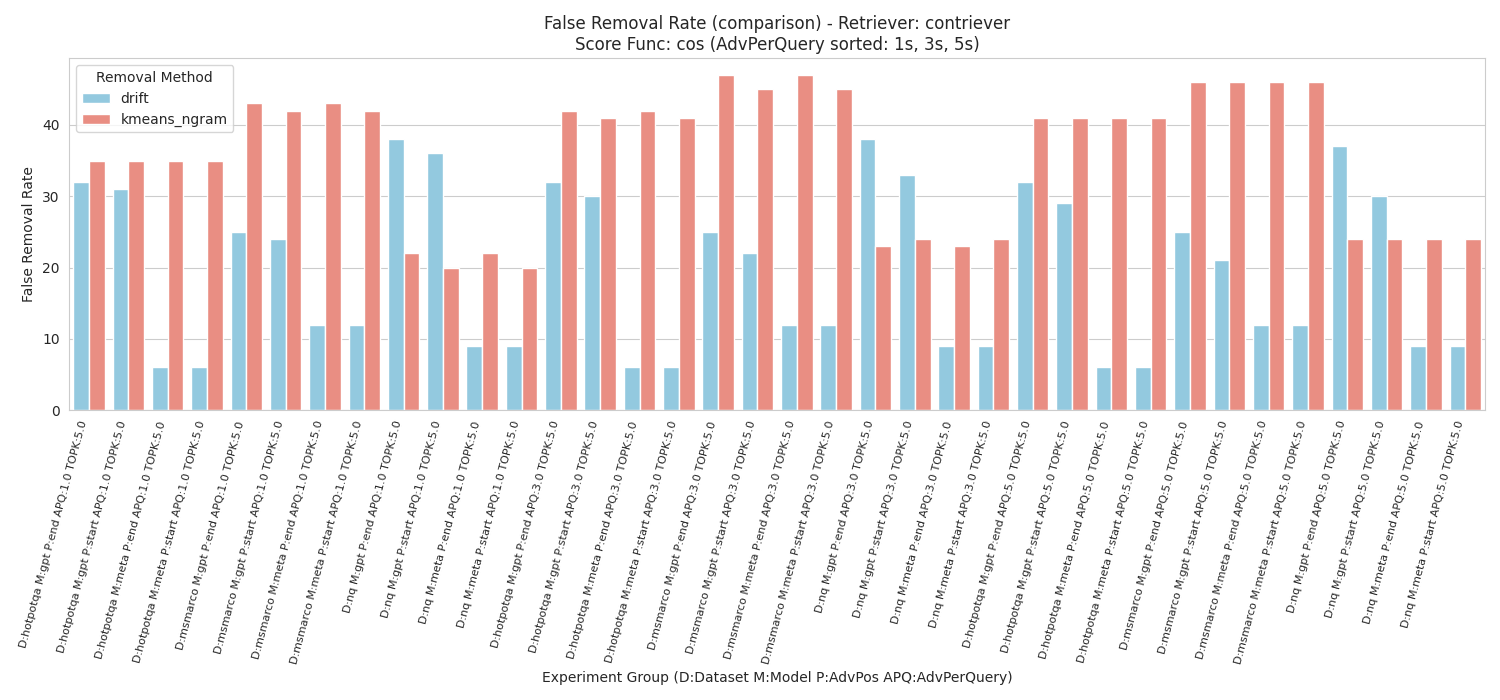 False Removal Rate (comparison) - Retriever: contriever
Score Func: cos (AdvPerQuery sorted: 1s, 3s, 5s)
Removal Method
drift
kmeans_ngram
False Removal Rate
40
30
20
10
0
D:hotpotqa M:gpt P:end APQ:1.0 TOPK:5.0
D:hotpotqa M:gpt P:start APQ:1.0 TOPK:5.0
D:hotpotqa M:meta P:end APQ:1.0 TOPK:5.0
D:hotpotqa M:meta P:start APQ:1.0 TOPK:5.0
D:msmarco M:gpt P:end APQ:1.0 TOPK:5.0
D:msmarco M:gpt P:start APQ:1.0 TOPK:5.0
D:msmarco M:meta P:end APQ:1.0 TOPK:5.0
D:msmarco M:meta P:start APQ:1.0 TOPK:5.0
D:nq M:gpt P:end APQ:1.0 TOPK:5.0
D:nq M:gpt P:start APQ:1.0 TOPK:5.0
D:nq M:meta P:end APQ:1.0 TOPK:5.0
D:nq M:meta P:start APQ:1.0 TOPK:5.0
D:hotpotqa M:gpt P:end APQ:3.0 TOPK:5.0
D:hotpotqa M:gpt P:start APQ:3.0 TOPK:5.0
D:hotpotqa M:meta P:end APQ:3.0 TOPK:5.0
D:hotpotqa M:meta P:start APQ:3.0 TOPK:5.0
D:msmarco M:gpt P:end APQ:3.0 TOPK:5.0
D:msmarco M:gpt P:start APQ:3.0 TOPK:5.0
D:msmarco M:meta P:end APQ:3.0 TOPK:5.0
D:msmarco M:meta P:start APQ:3.0 TOPK:5.0
D:nq M:gpt P:end APQ:3.0 TOPK:5.0
D:nq M:gpt P:start APQ:3.0 TOPK:5.0
D:nq M:meta P:end APQ:3.0 TOPK:5.0
D:nq M:meta P:start APQ:3.0 TOPK:5.0
D:hotpotqa M:gpt P:end APQ:5.0 TOPK:5.0
D:hotpotqa M:gpt P:start APQ:5.0 TOPK:5.0
D:hotpotqa M:meta P:end APQ:5.0 TOPK:5.0
D:hotpotqa M:meta P:start APQ:5.0 TOPK:5.0
D:msmarco M:gpt P:end APQ:5.0 TOPK:5.0
D:msmarco M:gpt P:start APQ:5.0 TOPK:5.0
D:msmarco M:meta P:end APQ:5.0 TOPK:5.0
D:msmarco M:meta P:start APQ:5.0 TOPK:5.0
D:nq M:gpt P:end APQ:5.0 TOPK:5.0
D:nq M:gpt P:start APQ:5.0 TOPK:5.0
D:nq M:meta P:end APQ:5.0 TOPK:5.0
D:nq M:meta P:start APQ:5.0 TOPK:5.0
Experiment Group (D:Dataset M:Model P:AdvPos APQ:AdvPerQuery)